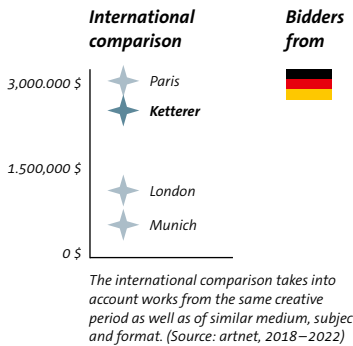 International
comparison
Bidders
from
3,000.000 $
Paris
Ketterer
1.500,000 $
London
Munich
0 $
The international comparison takes into
account works from the same creative
period as well as of similar medium, subjec
and format. (Source: artnet, 2018–2022)